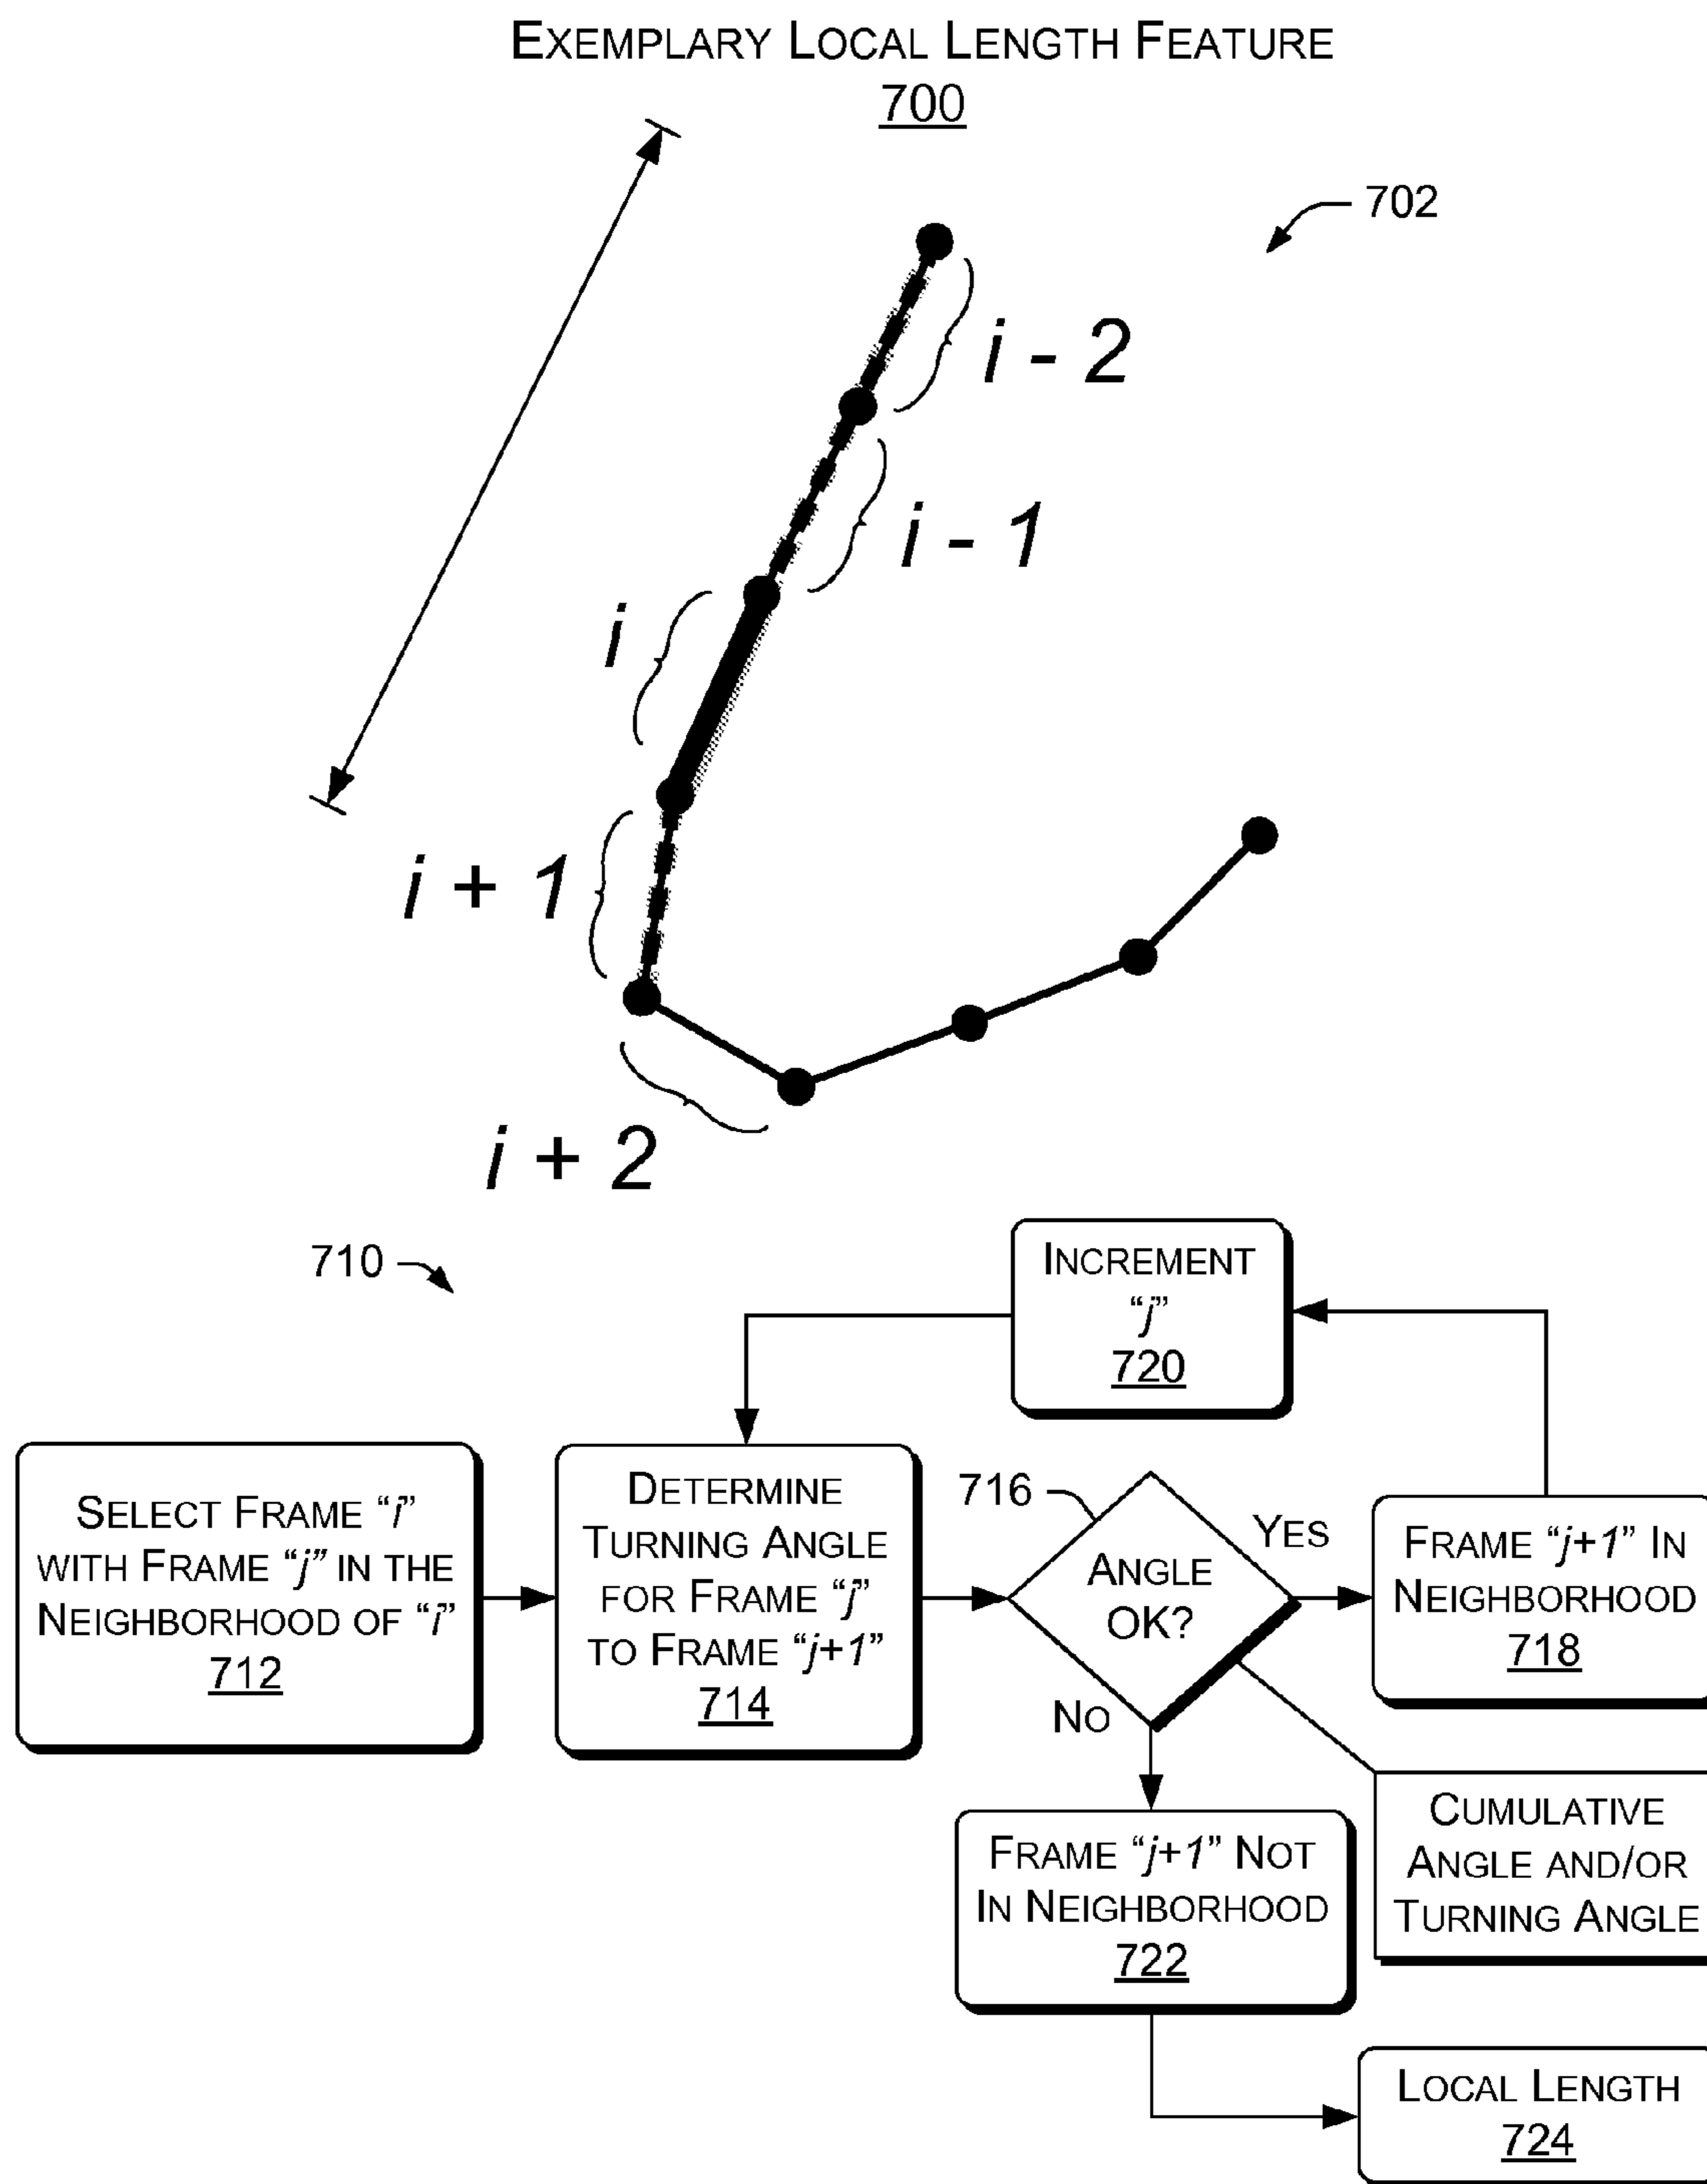 EXEMPLARY LOCAL LENGTH FEATURE
700
702
i - 2
i - 1
i
i + 1
i + 2
710
INCREMENT
“j”
720
SELECT FRAME “i”
WITH FRAME “j” IN THE
NEIGHBORHOOD OF “i”
712
DETERMINE
TURNING ANGLE
FOR FRAME “j”
TO FRAME “j+1”
714
716
ANGLE
OK?
YES
NO
FRAME “j+1” IN
NEIGHBORHOOD
718
FRAME “j+1” NOT
IN NEIGHBORHOOD
722
CUMULATIVE
ANGLE AND/OR
TURNING ANGLE
LOCAL LENGTH
724